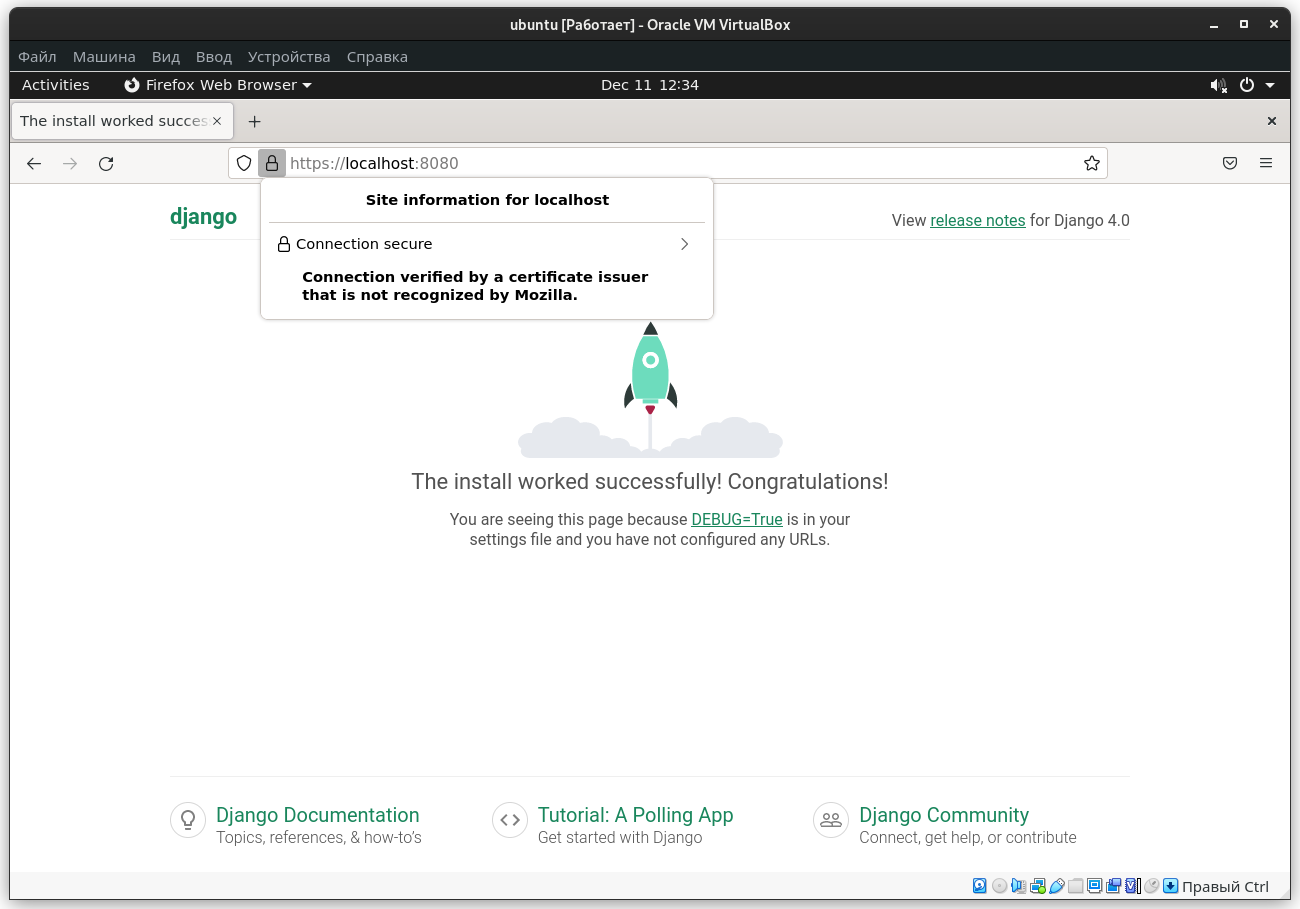 ubuntu [Работает] - Oracle VM VirtualBox
Файл Машина Вид Ввод Устройства Справка
Activities Firefox Web Browser Dec 11 12:34
The install worked succes
https://localhost:8080
Site information for localhost
Connection secure
Connection verified by a certificate issuer
that is not recognized by Mozilla.
django
View release notes for Django 4.0
The install worked successfully! Congratulations!
You are seeing this page because DEBUG=True is in your
settings file and you have not configured any URLs.
Django Documentation
Topics, references, & how-to’s
Tutorial: A Polling App
Get started with Django
Django Community
Connect, get help, or contribute
Правый Ctrl